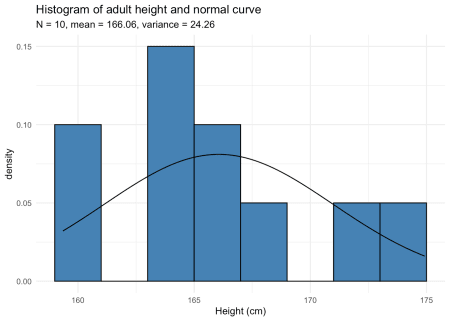 Histogram of adult height and normal curve
N = 10, mean = 166.06, variance = 24.26
0.15
0.10
0.05
0.00
density
160 165 170 175
Height (cm)